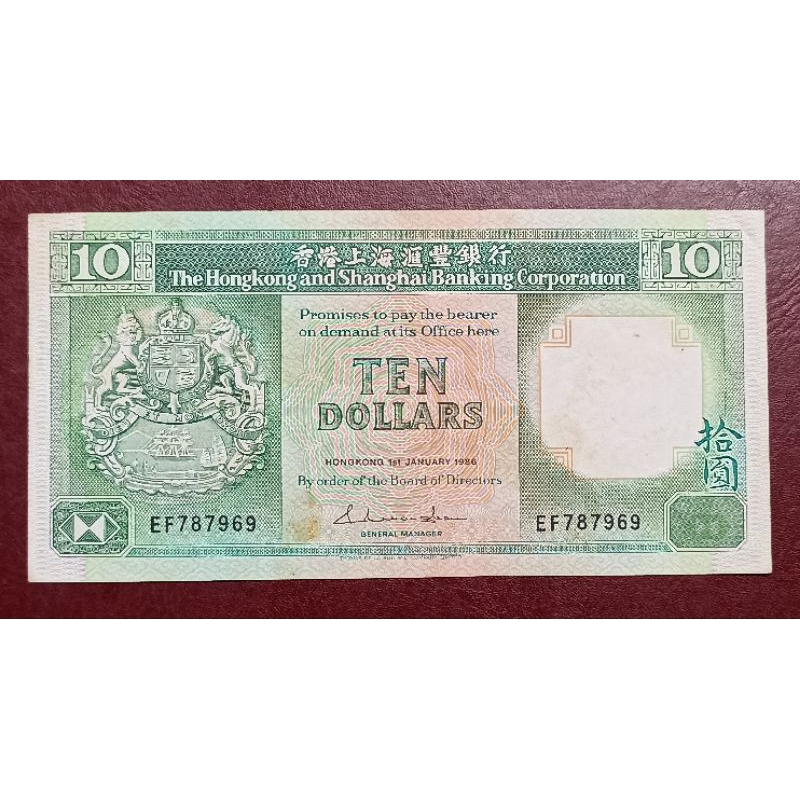 香港上海滙豐銀行
10 10
The Hongkong and Shanghai Banking Corporation
Promises to pay the bearer
on demand at its Office here
TEN
DOLLARS
HONGKONG 1st JANUARY 1986
By order of the Board of Directors
拾圓
EF787969 EF787969
GENERAL MANAGER